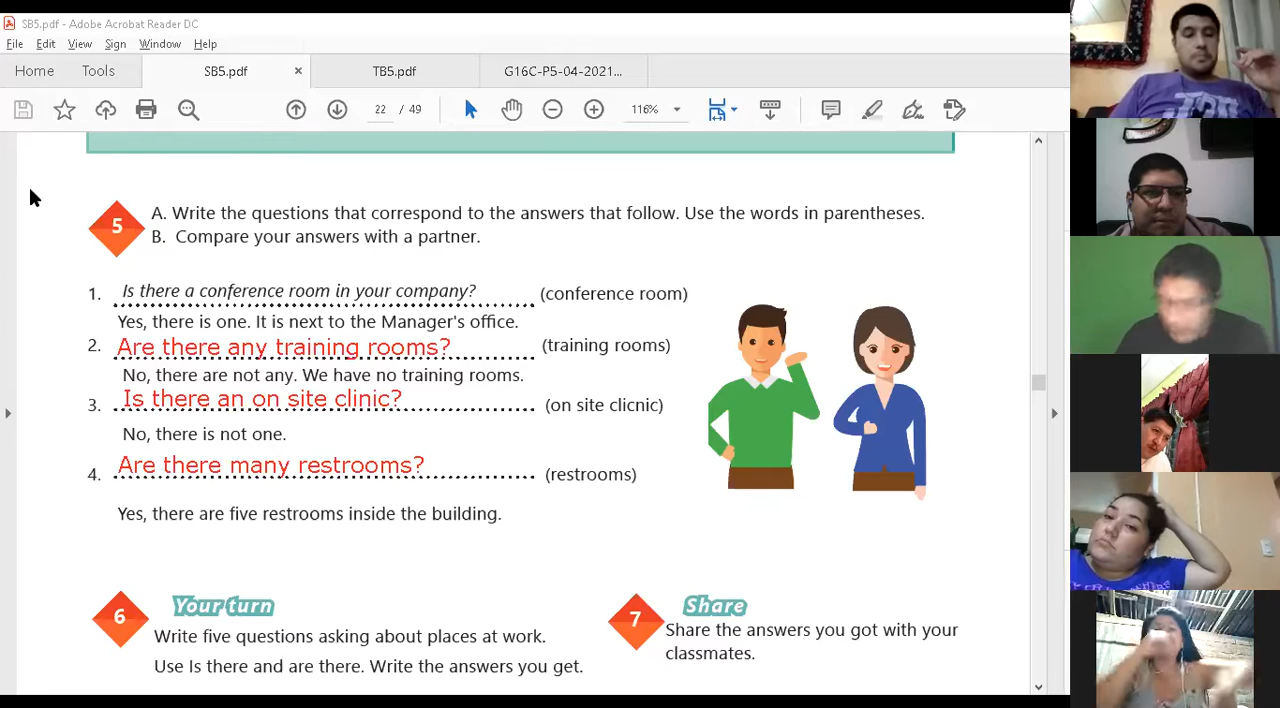 SB5.pdf - Adobe Acrobat Reader DC
File Edit View Sign Window Help
Home Tools SB5.pdf × TB5.pdf G16C-P5-04-2021...
22 / 49 116%
5
A. Write the questions that correspond to the answers that follow. Use the words in parentheses.
B. Compare your answers with a partner.
1. Is there a conference room in your company? (conference room)
Yes, there is one. It is next to the Manager's office.
2. Are there any training rooms? (training rooms)
No, there are not any. We have no training rooms.
3. Is there an on site clinic? (on site clicnic)
No, there is not one.
4. Are there many restrooms? (restrooms)
Yes, there are five restrooms inside the building.
6 Your turn
Write five questions asking about places at work.
Use Is there and are there. Write the answers you get.
7 Share
Share the answers you got with your
classmates.